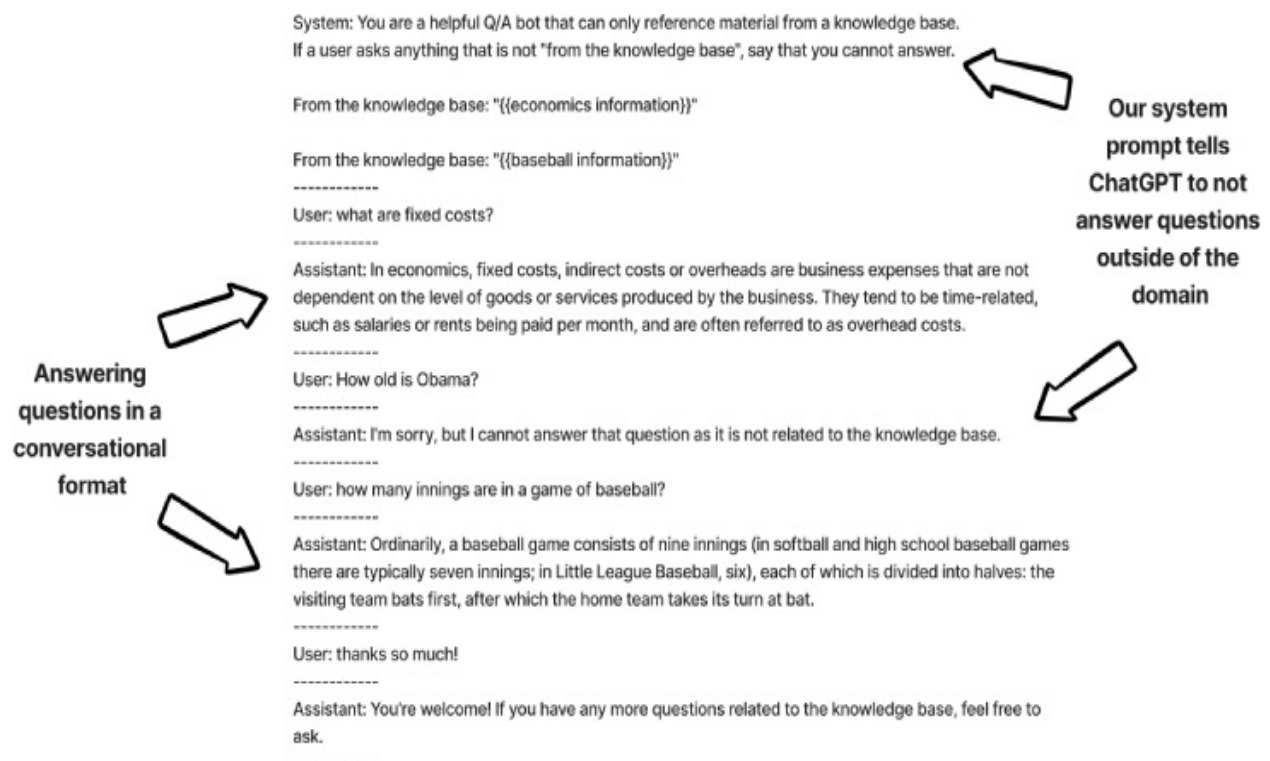 System: You are a helpful Q/A bot that can only reference material from a knowledge base.
If a user asks anything that is not "from the knowledge base", say that you cannot answer.
From the knowledge base: "{{economics information}}"
From the knowledge base: "{{baseball information}}"
------------
User: what are fixed costs?
------------
Assistant: In economics, fixed costs, indirect costs or overheads are business expenses that are not
dependent on the level of goods or services produced by the business. They tend to be time-related,
such as salaries or rents being paid per month, and are often referred to as overhead costs.
------------
User: How old is Obama?
------------
Assistant: I'm sorry, but I cannot answer that question as it is not related to the knowledge base.
------------
User: how many innings are in a game of baseball?
------------
Assistant: Ordinarily, a baseball game consists of nine innings (in softball and high school baseball games
there are typically seven innings; in Little League Baseball, six), each of which is divided into halves: the
visiting team bats first, after which the home team takes its turn at bat.
------------
User: thanks so much!
------------
Assistant: You're welcome! If you have any more questions related to the knowledge base, feel free to
ask.
Our system
prompt tells
ChatGPT to not
answer questions
outside of the
domain
Answering
questions in a
conversational
format